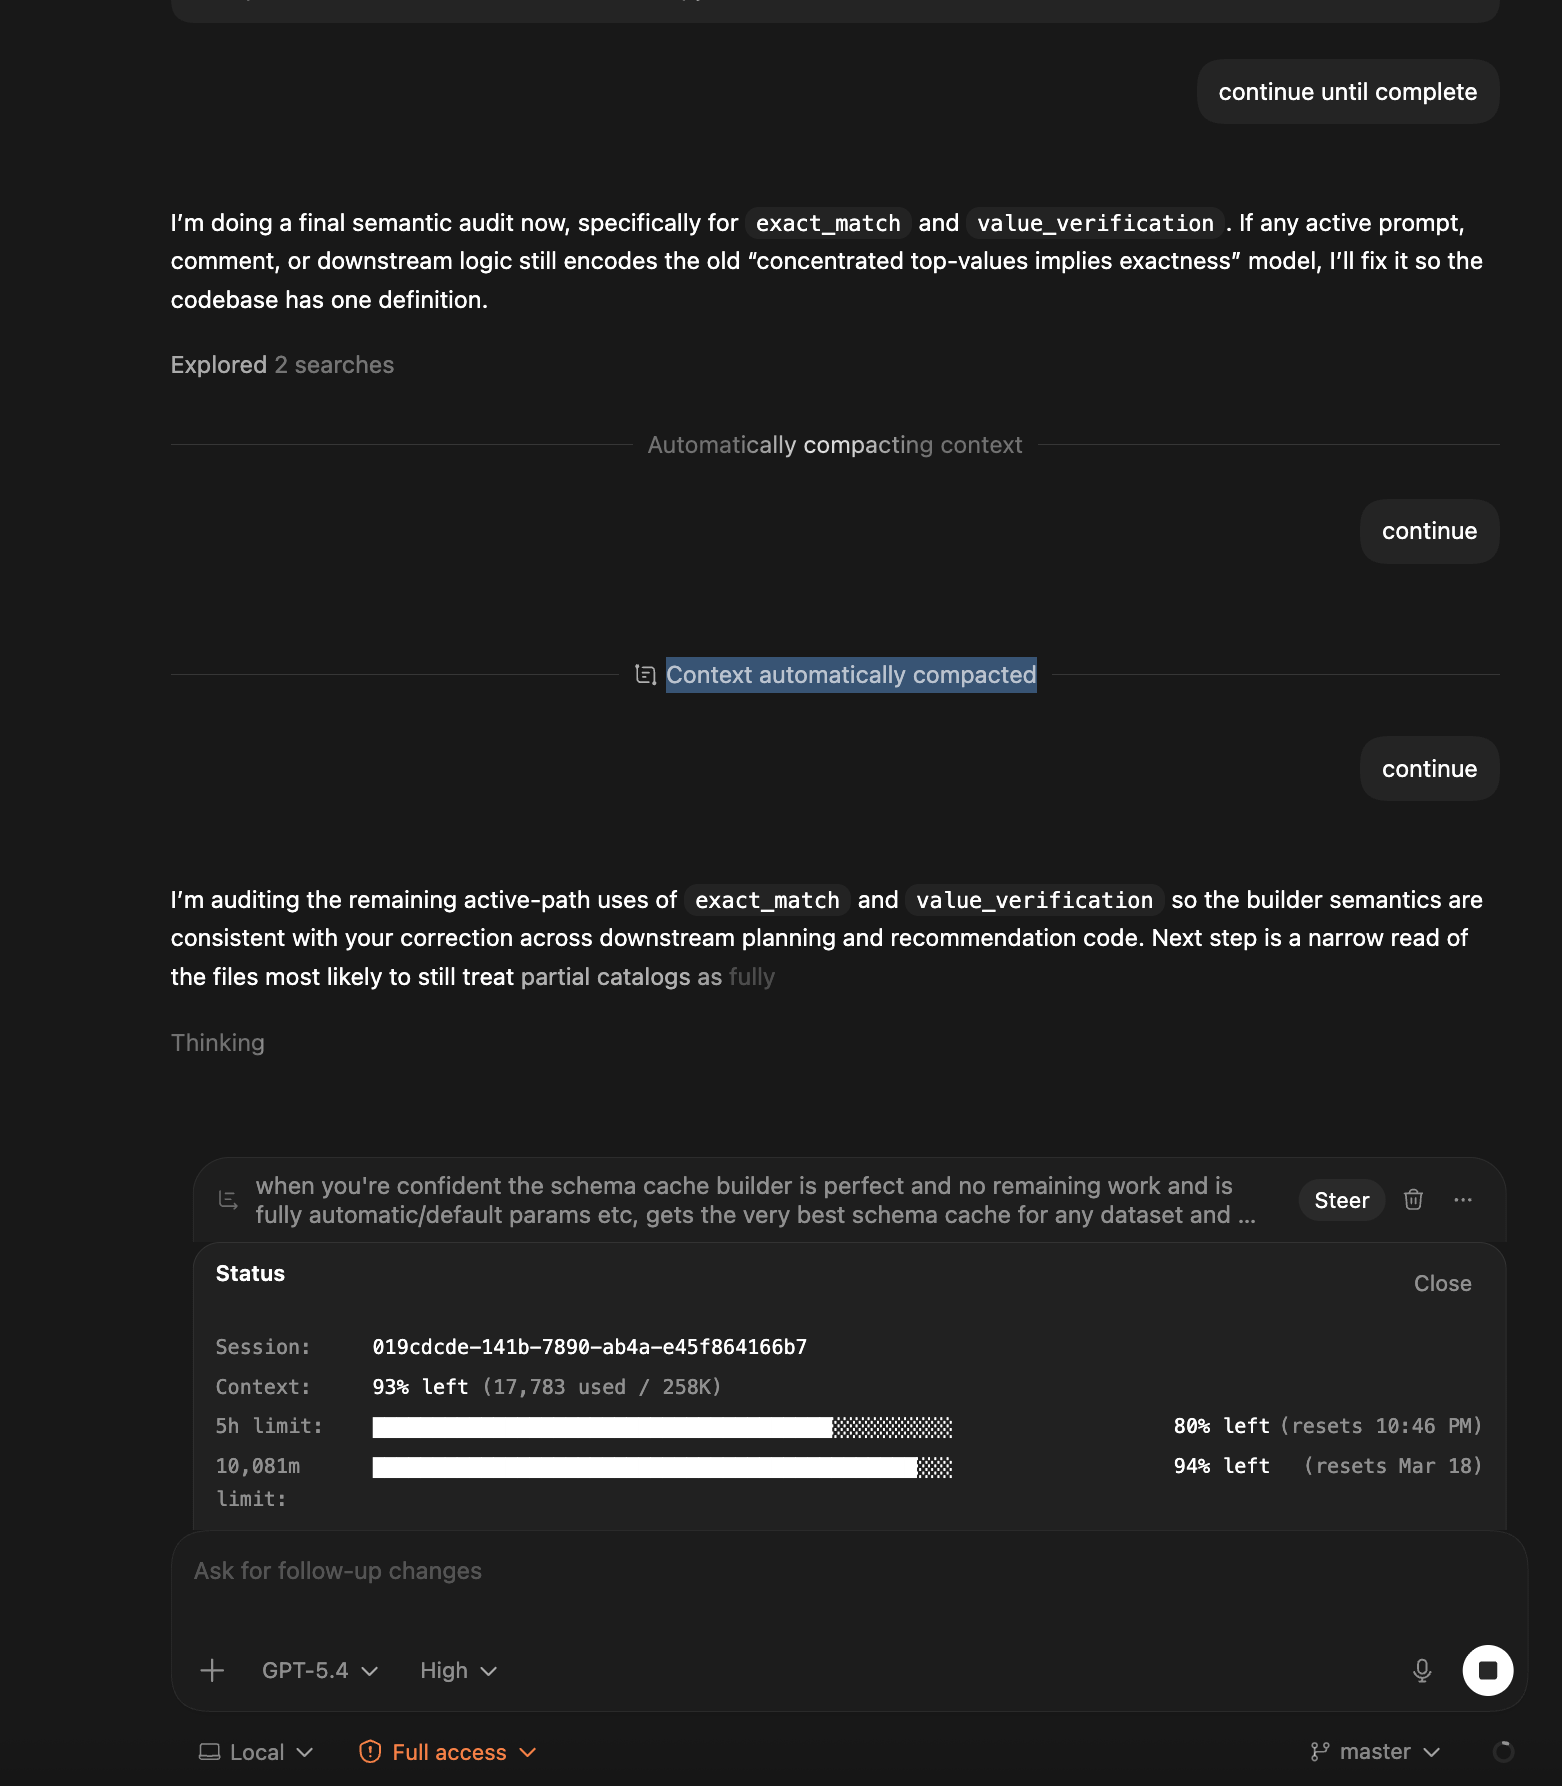 continue until complete
I’m doing a final semantic audit now, specifically for exact_match and value_verification. If any active prompt,
comment, or downstream logic still encodes the old “concentrated top-values implies exactness” model, I’ll fix it so the
codebase has one definition.
Explored 2 searches
Automatically compacting context
continue
Context automatically compacted
continue
I’m auditing the remaining active-path uses of exact_match and value_verification so the builder semantics are
consistent with your correction across downstream planning and recommendation code. Next step is a narrow read of
the files most likely to still treat partial catalogs as fully
Thinking
when you're confident the schema cache builder is perfect and no remaining work and is
fully automatic/default params etc, gets the very best schema cache for any dataset and ...
Steer
Status
Close
Session: 019cdcde-141b-7890-ab4a-e45f864166b7
Context: 93% left (17,783 used / 258K)
5h limit: 80% left (resets 10:46 PM)
10,081m 94% left (resets Mar 18)
limit:
Ask for follow-up changes
GPT-5.4 High
Local Full access master